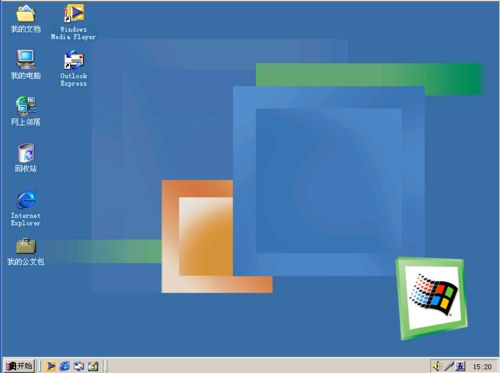 我的文档
Windows
Media Player
我的电脑
Outlook
Express
网上邻居
回收站
Internet
Explorer
我的公文包
开始
五
15:20